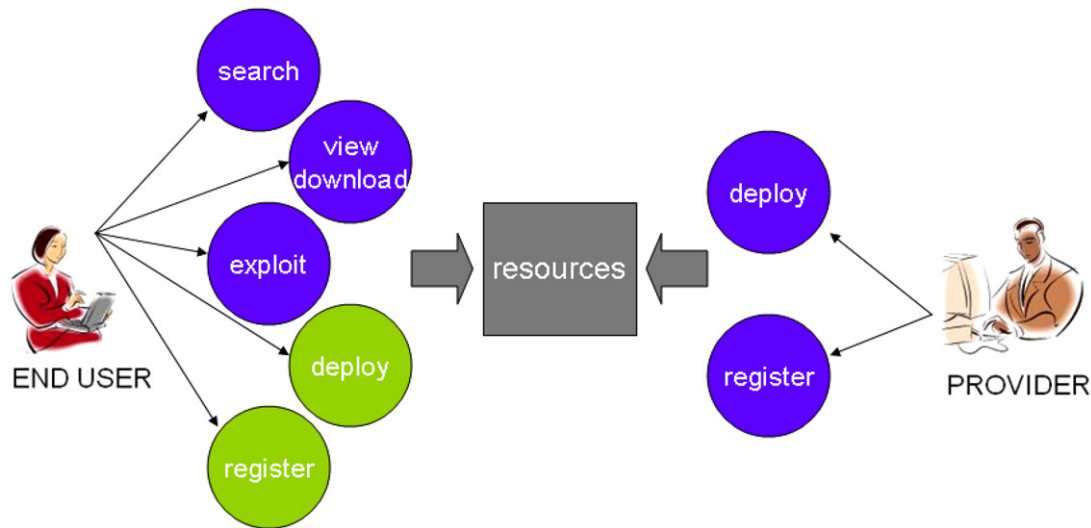 search
view
download
exploit
deploy
register
END USER
resources
deploy
register
PROVIDER